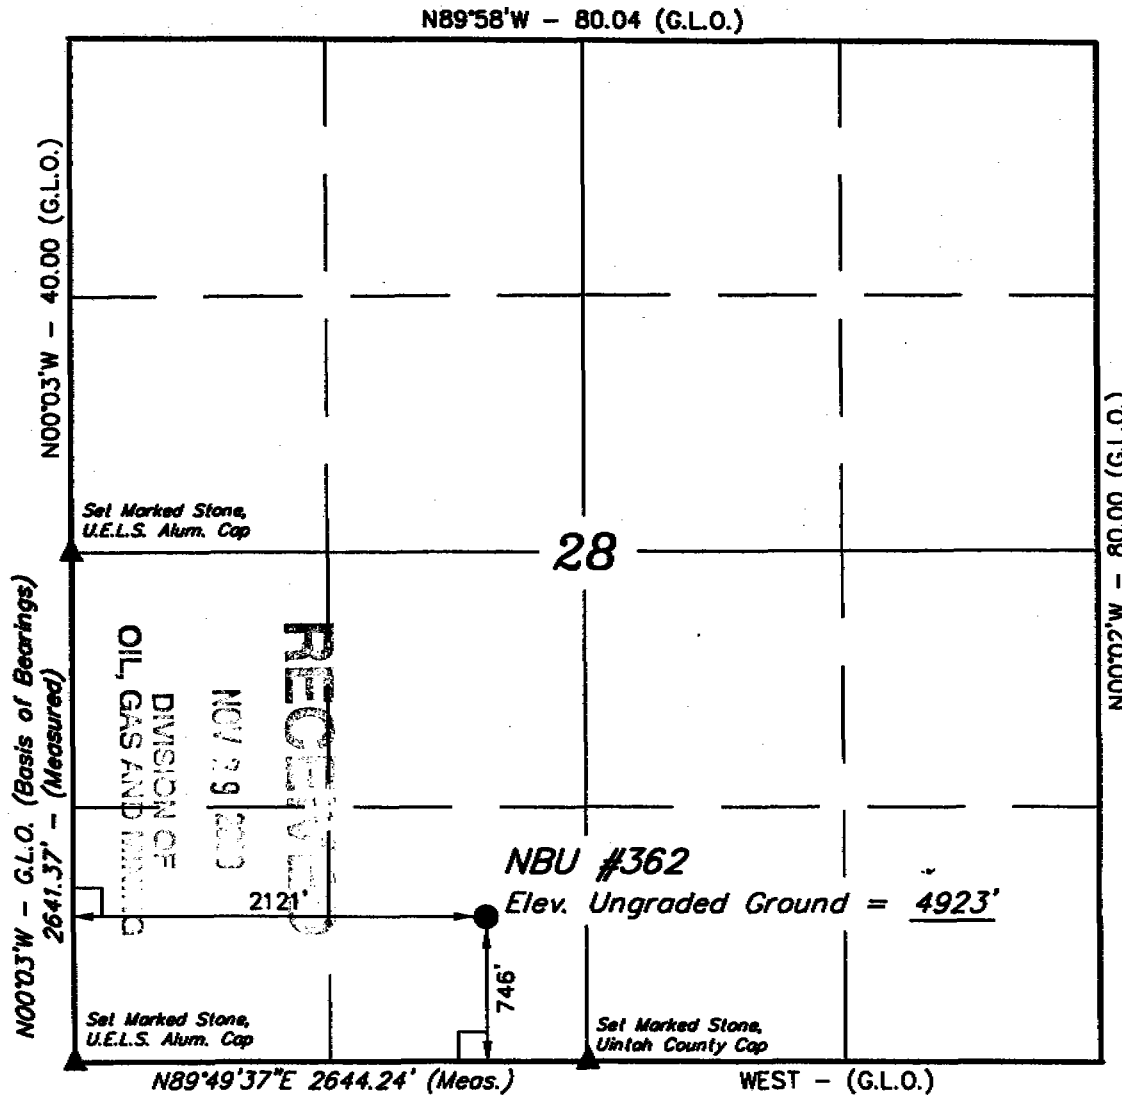 N89°58'W - 80.04 (G.L.O.)
N00°03'W - 40.00 (G.L.O.)
N00°02'W - 80.00 (G.L.O.)
Set Marked Stone,
U.E.L.S. Alum. Cap
28
N00°03'W - G.L.O. (Basis of Bearings)
2641.37' - (Measured)
RECEIVED
NOV 29
DIVISION OF
OIL, GAS AND MINING
NBU #362
Elev. Ungraded Ground = 4923'
2121'
746'
Set Marked Stone,
U.E.L.S. Alum. Cap
Set Marked Stone,
Uintah County Cap
N89°49'37"E 2644.24' (Meas.)
WEST - (G.L.O.)